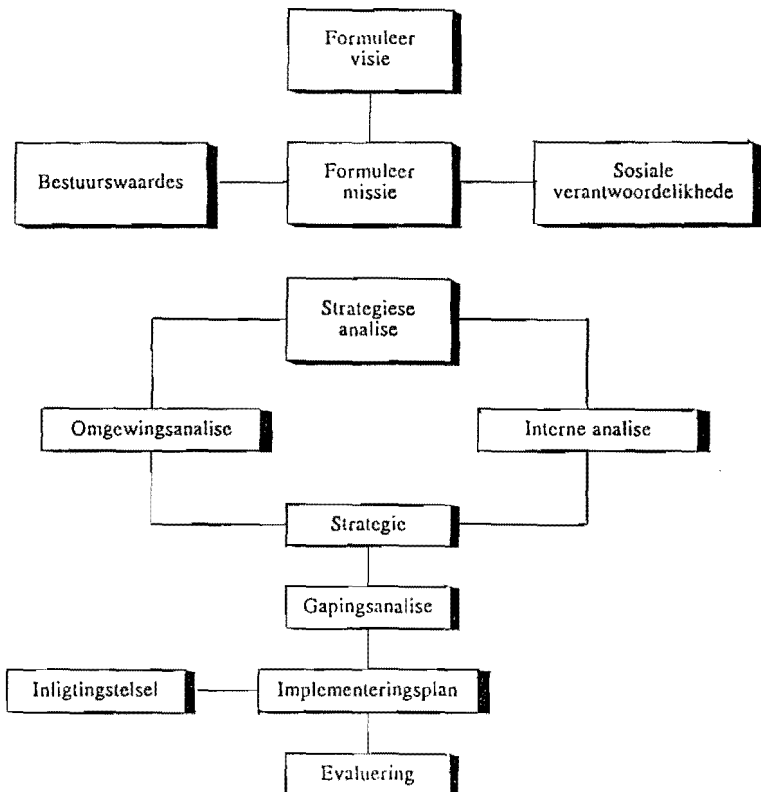 Formuleer
visie
Bestuurswaardes
Formuleer
missie
Sosiale
verantwoordelikhede
Strategiese
analise
Omgewingsanalise
Interne analise
Strategie
Gapingsanalise
Inligtingstelsel
Implementeringsplan
Evaluering